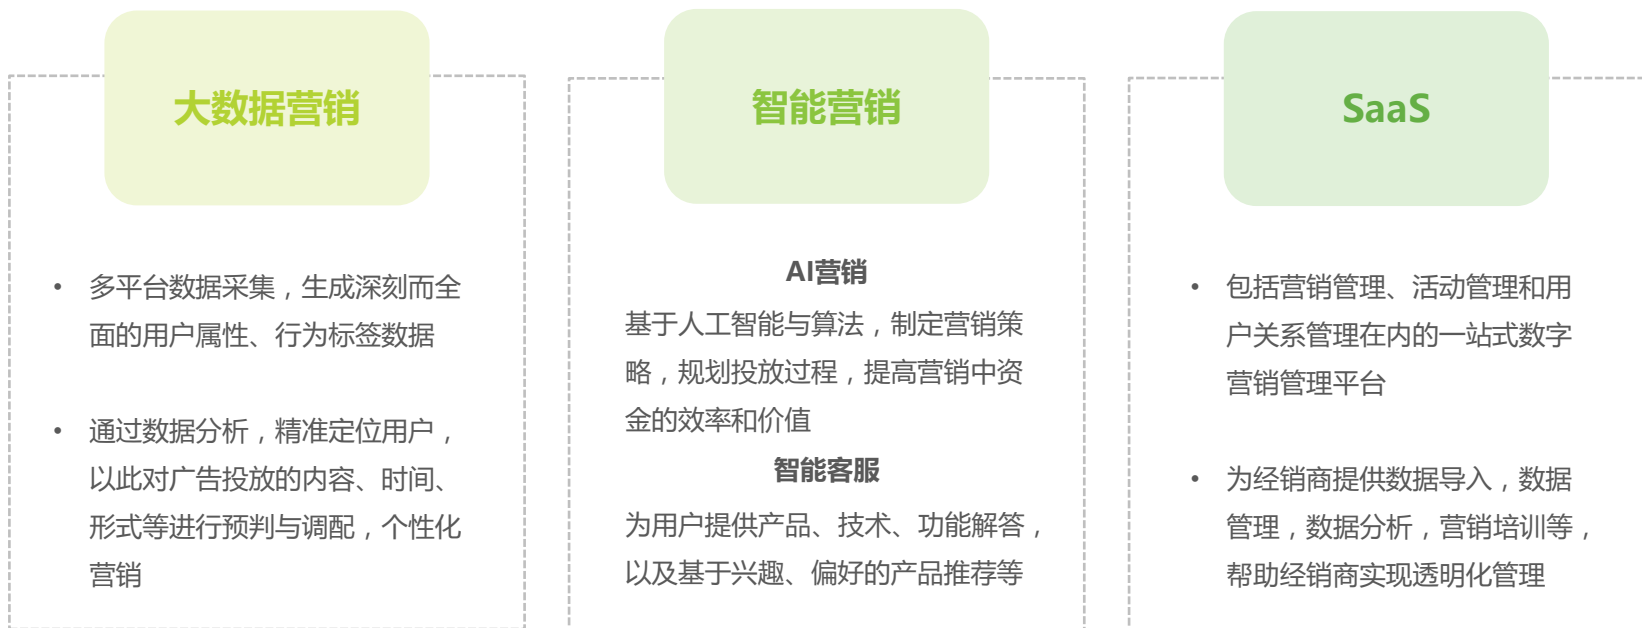 大数据营销
• 多平台数据采集，生成深刻而全
面的用户属性、行为标签数据
• 通过数据分析，精准定位用户，
以此对广告投放的内容、时间、
形式等进行预判与调配，个性化
营销
智能营销
AI营销
基于人工智能与算法，制定营销策
略，规划投放过程，提高营销中资
金的效率和价值
智能客服
为用户提供产品、技术、功能解答，
以及基于兴趣、偏好的产品推荐等
SaaS
• 包括营销管理、活动管理和用
户关系管理在内的一站式数字
营销管理平台
• 为经销商提供数据导入，数据
管理，数据分析，营销培训等，
帮助经销商实现透明化管理